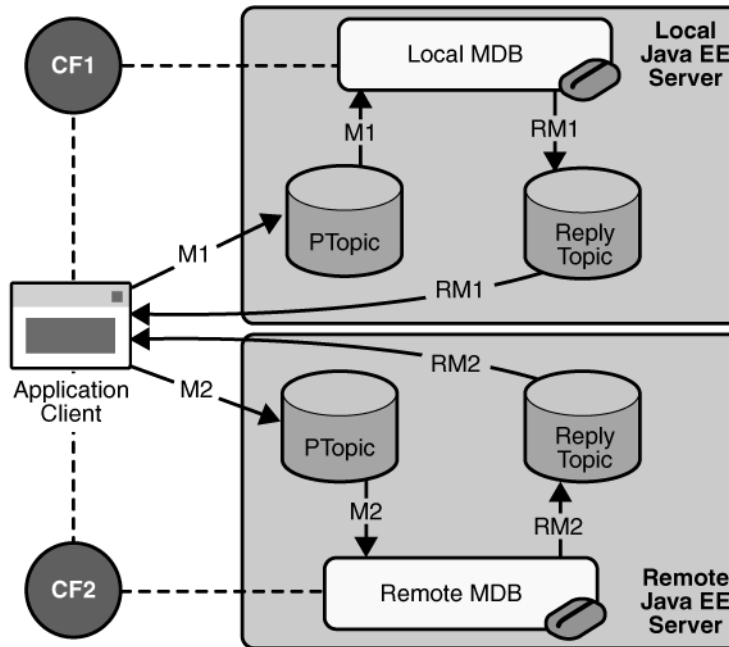 CF1
Local MDB
Local
Java EE
Server
M1
RM1
PTopic
Reply
Topic
M1
RM1
Application
Client
M2
RM2
PTopic
Reply
Topic
M2
RM2
CF2
Remote MDB
Remote
Java EE
Server